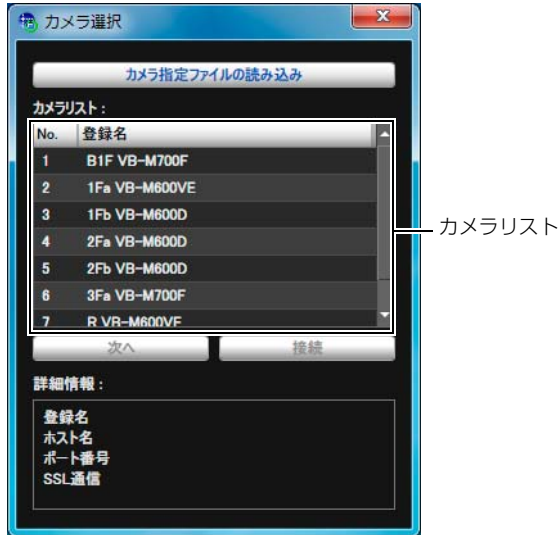 カメラ選択
カメラ指定ファイルの読み込み
カメラリスト：
No. 登録名
1 B1F VB-M700F
2 1Fa VB-M600VE
3 1Fb VB-M600D
4 2Fa VB-M600D
5 2Fb VB-M600D
6 3Fa VB-M700F
7 R VB-M600VE
カメラリスト
次へ 接続
詳細情報：
登録名
ホスト名
ポート番号
SSL通信